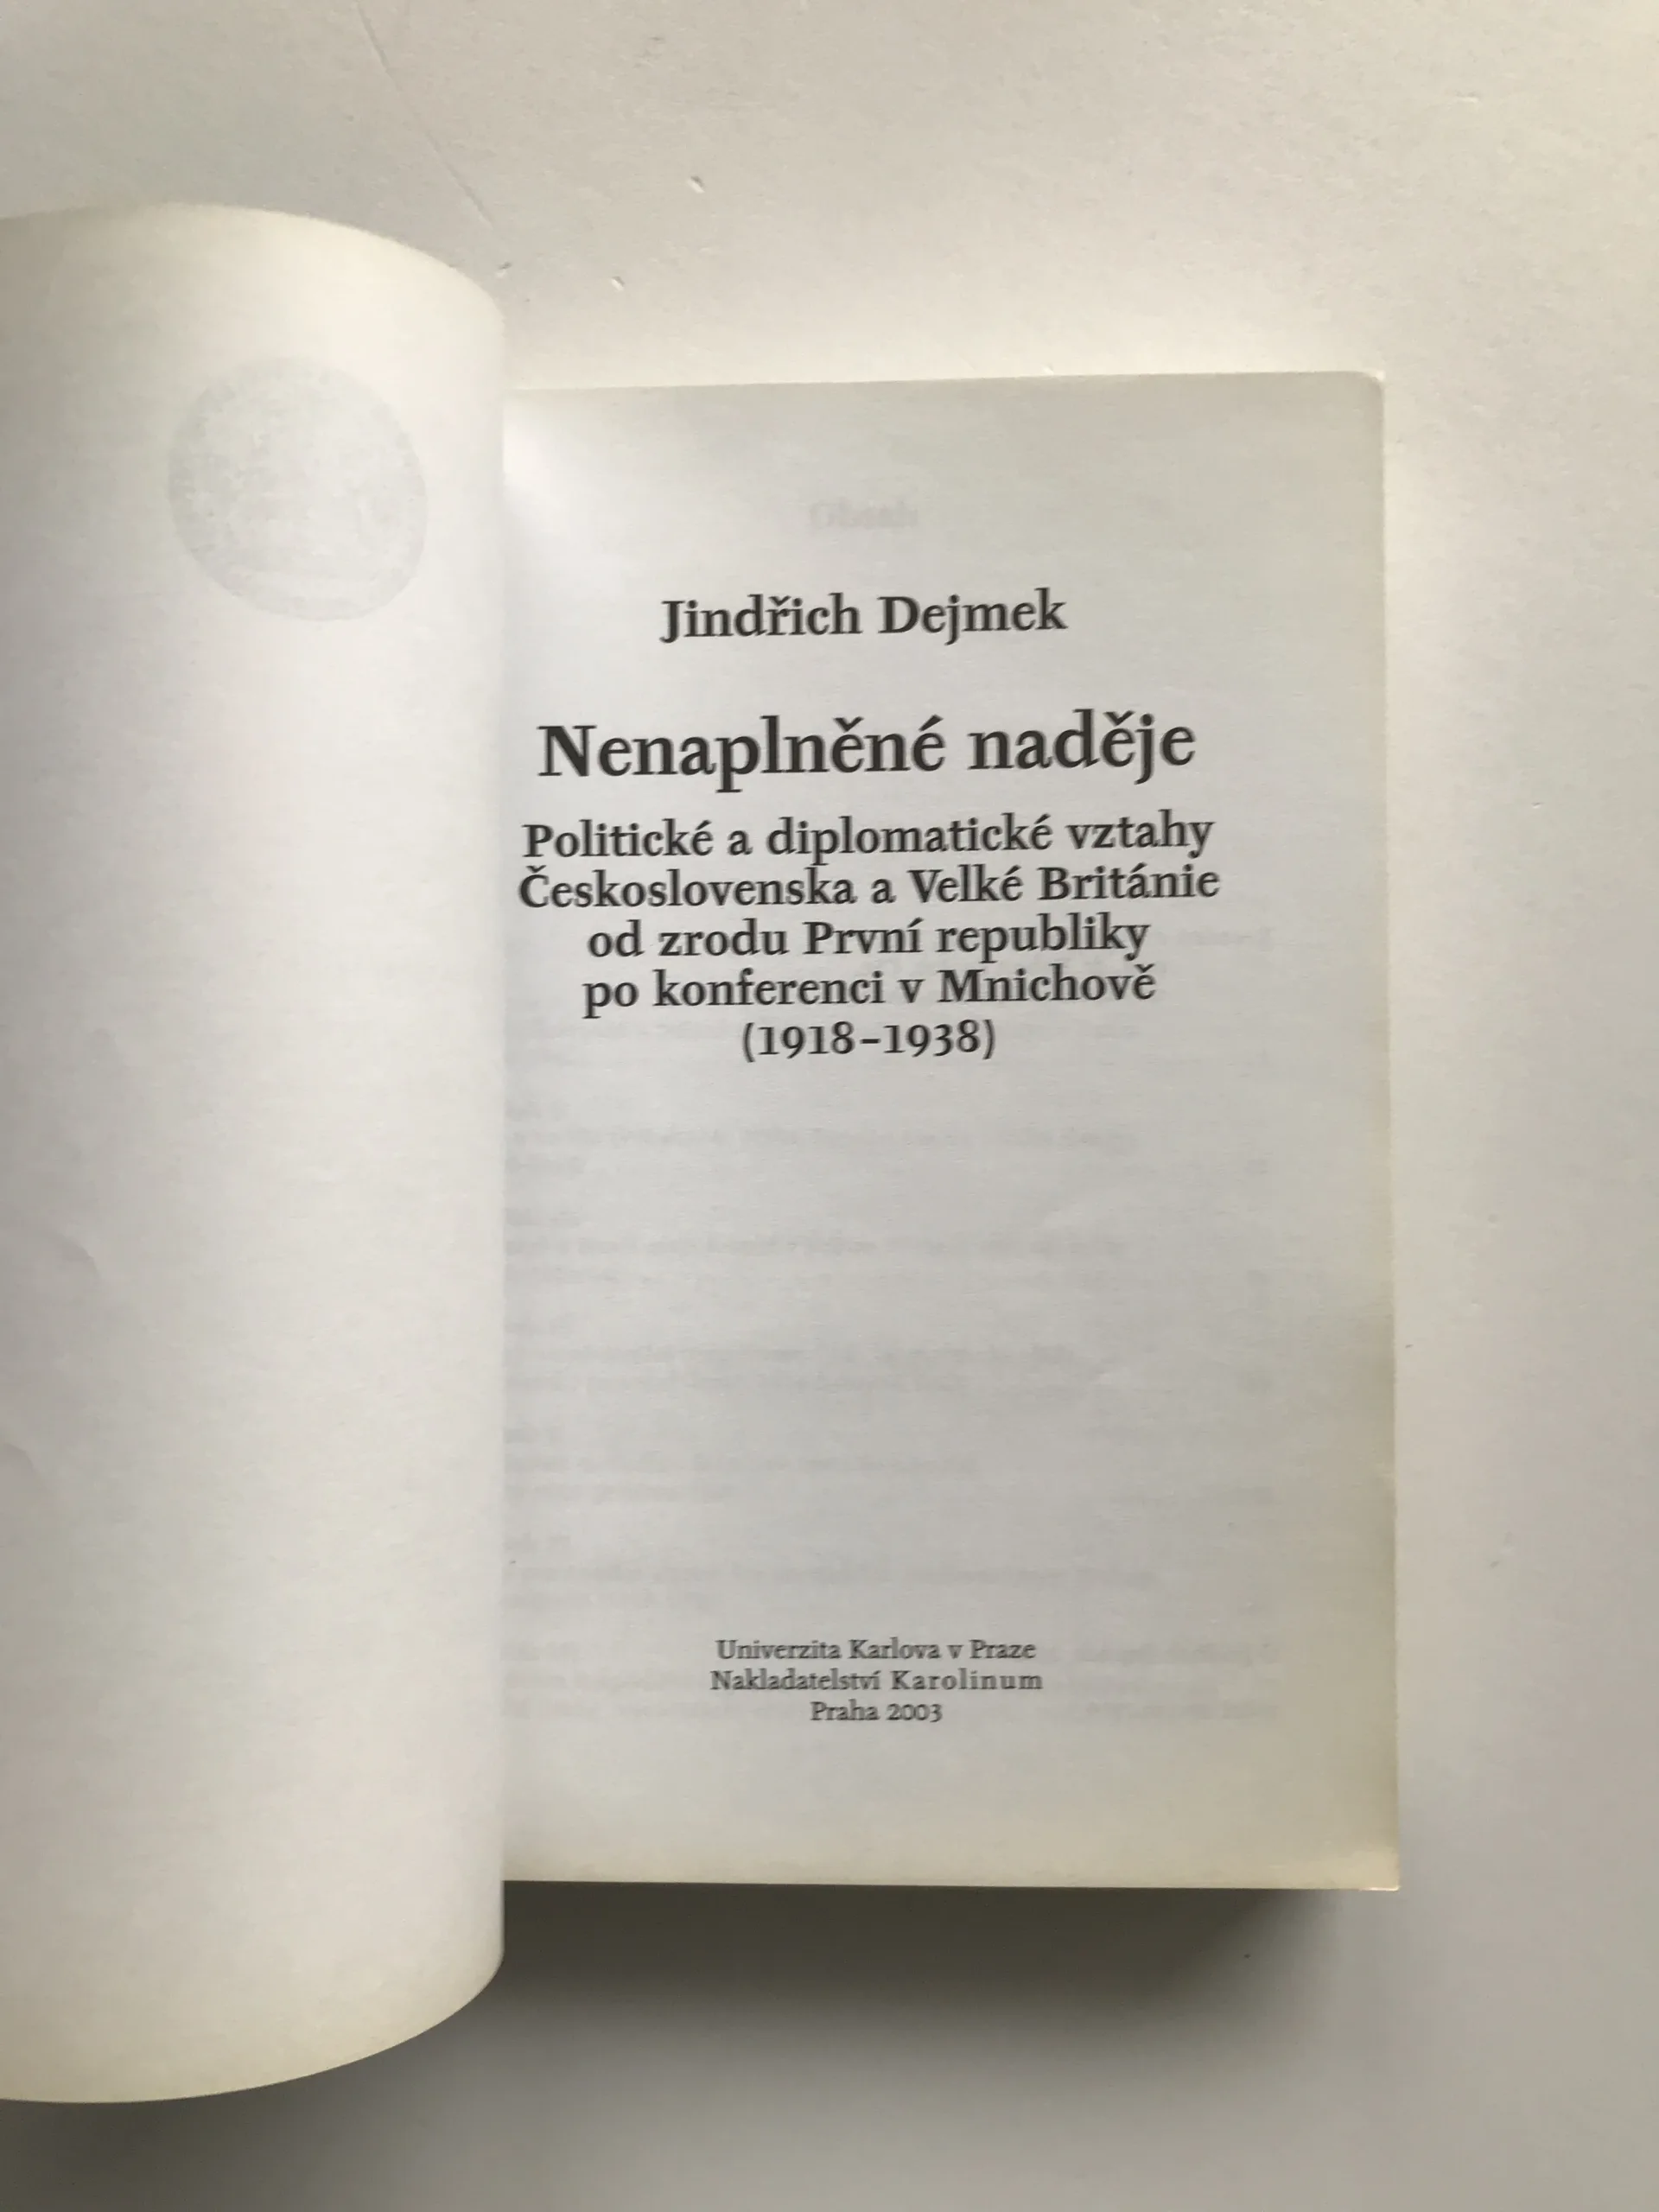 Jindřich Dejmek
Nenaplněné naděje
Politické a diplomatické vztahy
Československa a Velké Británie
od zrodu První republiky
po konferenci v Mnichově
(1918–1938)
Univerzita Karlova v Praze
Nakladatelství Karolinum
Praha 2003